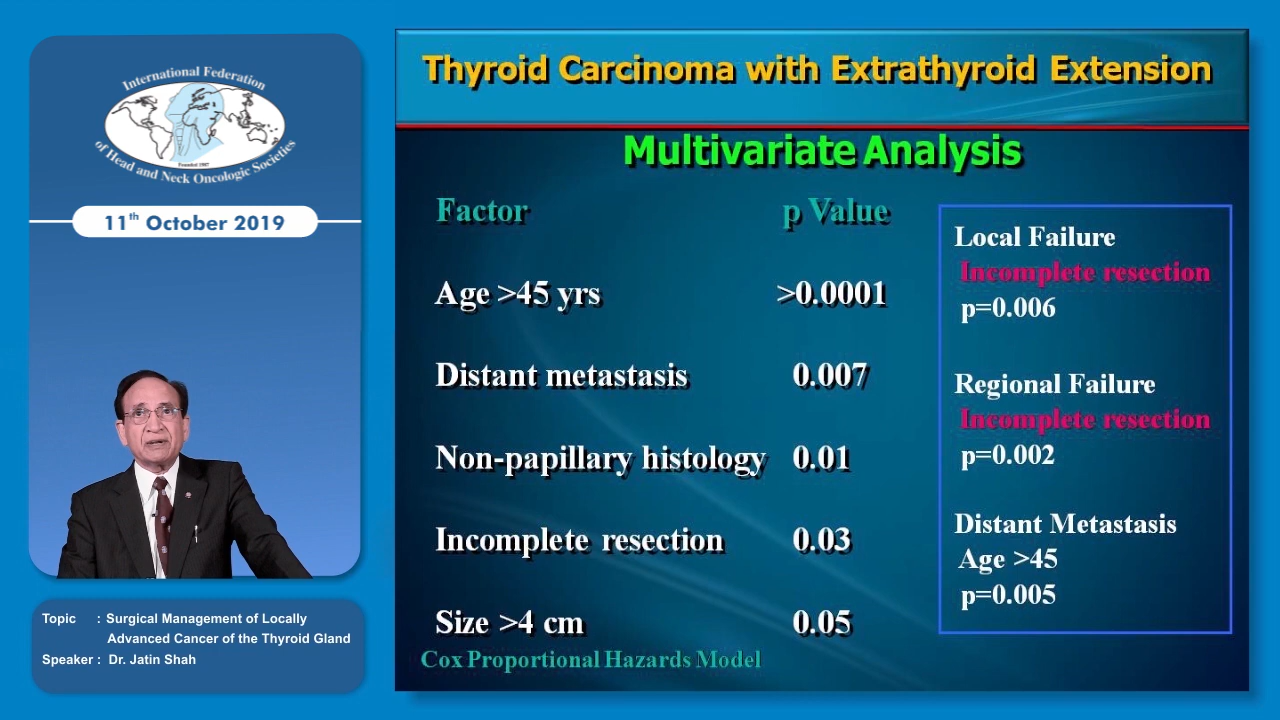 International Federation
of Head and Neck Oncologic Societies
Founded 1987
11th October 2019
Topic : Surgical Management of Locally
Advanced Cancer of the Thyroid Gland
Speaker : Dr. Jatin Shah
Thyroid Carcinoma with Extrathyroid Extension
Multivariate Analysis
Factor p Value
Age >45 yrs >0.0001
Distant metastasis 0.007
Non-papillary histology 0.01
Incomplete resection 0.03
Size >4 cm 0.05
Cox Proportional Hazards Model
Local Failure
Incomplete resection
p=0.006
Regional Failure
Incomplete resection
p=0.002
Distant Metastasis
Age >45
p=0.005